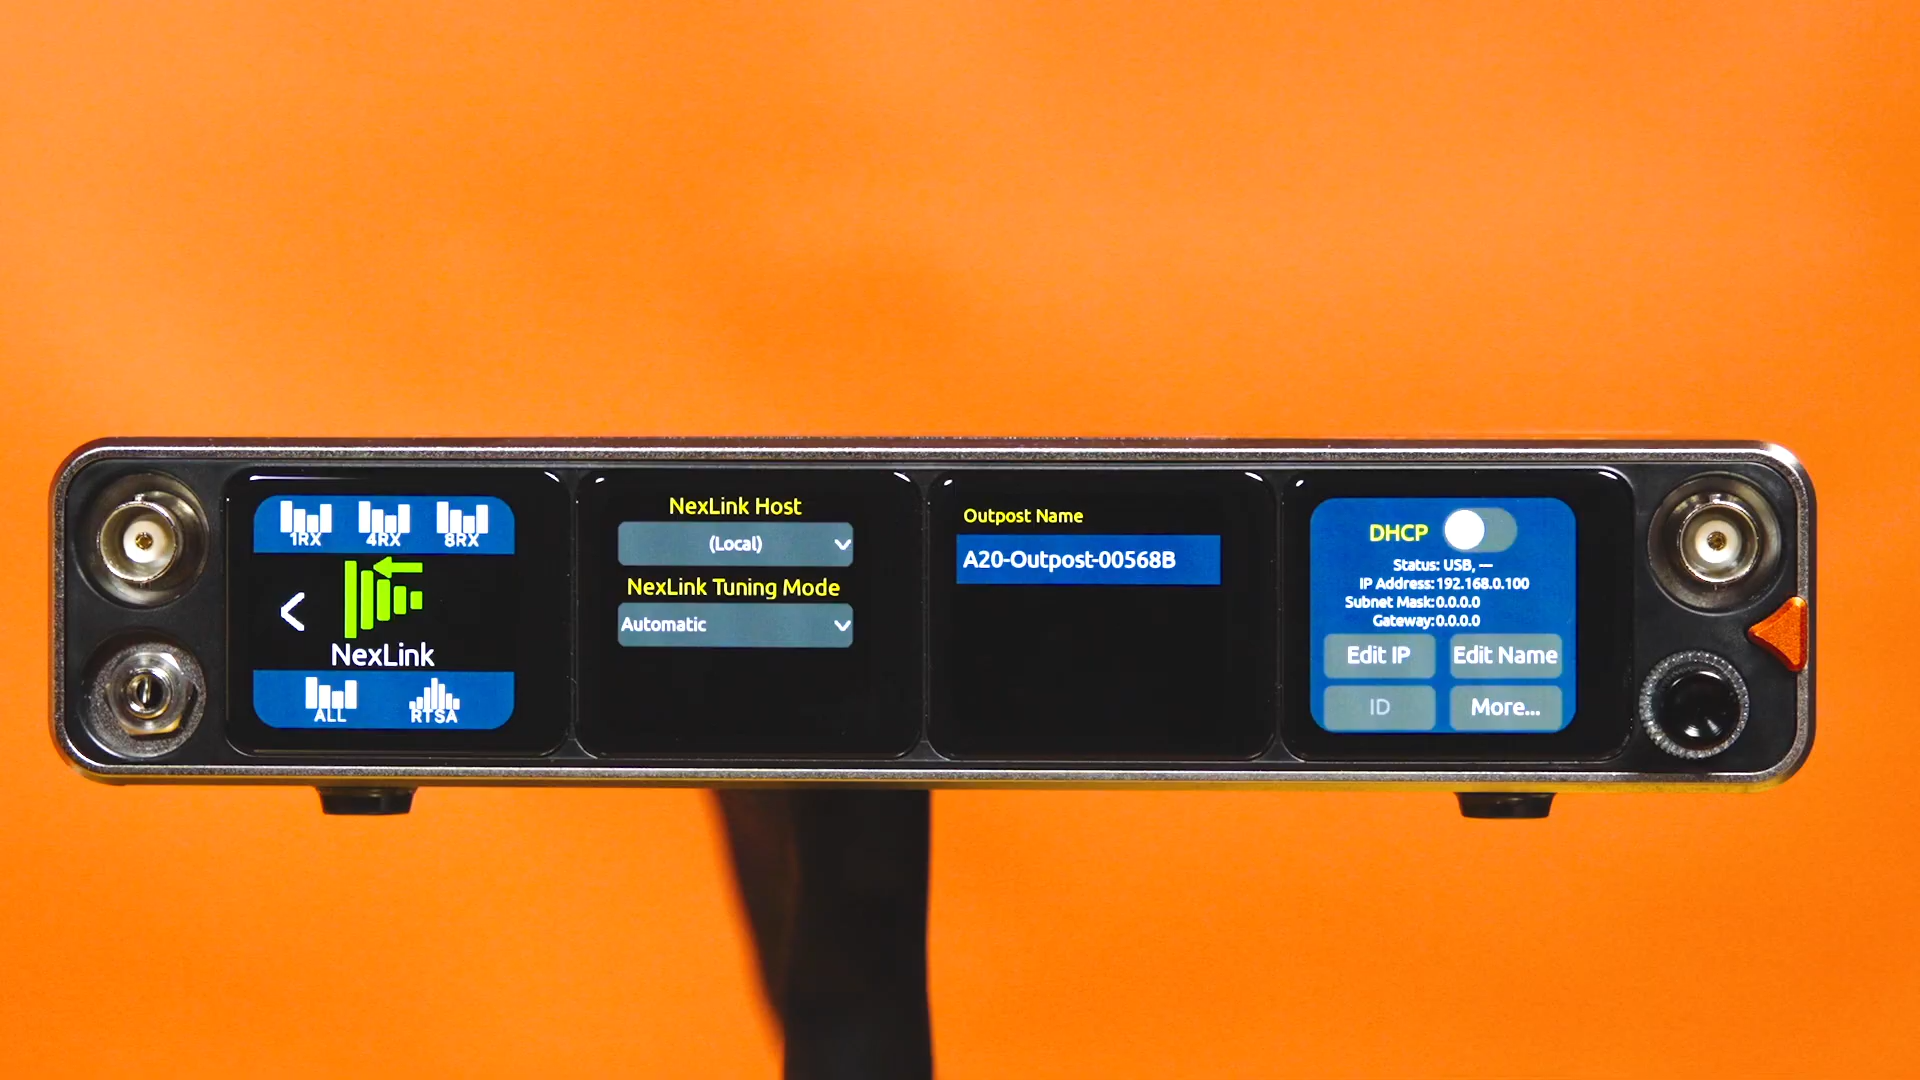 1RX 4RX 8RX
NexLink
ALL RTSA
NexLink Host
(Local)
NexLink Tuning Mode
Automatic
Outpost Name
A20-Outpost-00568B
DHCP
Status: USB, —
IP Address: 192.168.0.100
Subnet Mask: 0.0.0.0
Gateway: 0.0.0.0
Edit IP Edit Name
ID More...